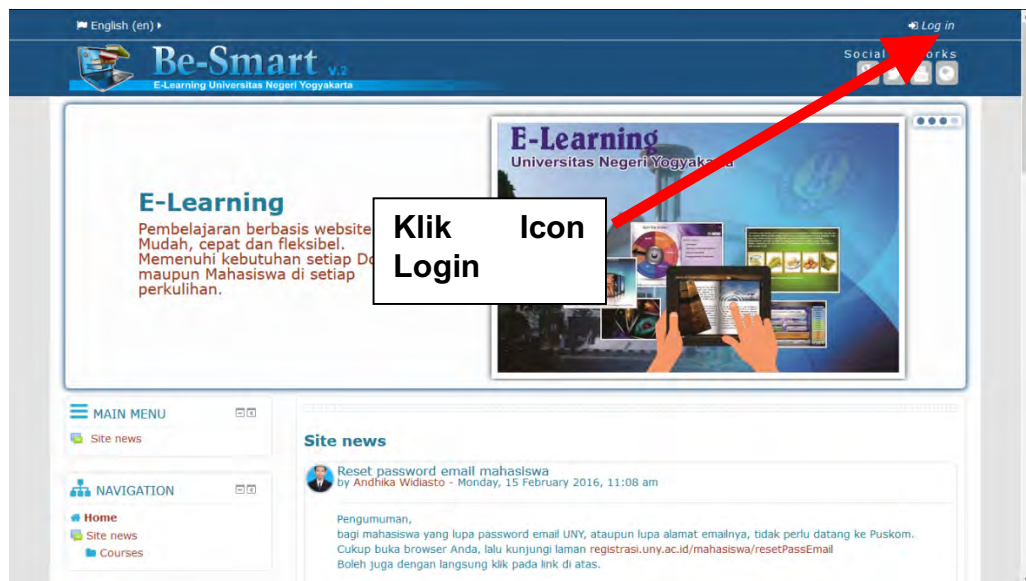 English (en)
Log in
Be-Smart v.2
E-Learning Universitas Negeri Yogyakarta
Social
orks
E-Learning
Universitas Negeri Yogyakarta
E-Learning
Pembelajaran berbasis website
Mudah, cepat dan fleksibel.
Memenuhi kebutuhan setiap
maupun Mahasiswa di setiap
perkulihan.
Klik Icon
Login
MAIN MENU
Site news
Site news
Reset password email mahasiswa
by Andhika Widiasto - Monday, 15 February 2016, 11:08 am
NAVIGATION
Home
Site news
Courses
Pengumuman,
bagi mahasiswa yang lupa password email UNY, ataupun lupa alamat emailnya, tidak perlu datang ke Puskom.
Cukup buka browser Anda, lalu kunjungi laman registrasi.uny.ac.id/mahasiswa/resetPassEmail
Boleh juga dengan langsung klik pada link di atas.